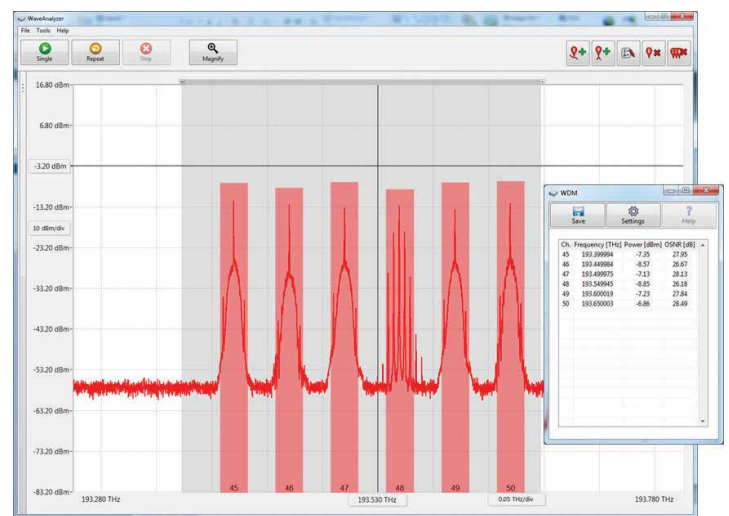 WaveAnalyzer
File Tools Help
Single Repeat Stop Magnify
16.80 dBm
6.80 dBm
-3.20 dBm
-13.20 dBm
10 dBm/div
-23.20 dBm
-33.20 dBm
-43.20 dBm
-53.20 dBm
-63.20 dBm
-73.20 dBm
-83.20 dBm
45 46 47 48 49 50
193.280 THz 193.530 THz 0.05 THz/div 193.780 THz
WDM
Save Settings Help
Ch. Frequency [THz] Power [dBm] OSNR [dB]
45 193.399994 -7.35 27.95
46 193.449984 -8.57 26.67
47 193.499975 -7.13 28.13
48 193.549945 -8.85 26.18
49 193.600019 -7.23 27.84
50 193.650003 -6.86 28.49